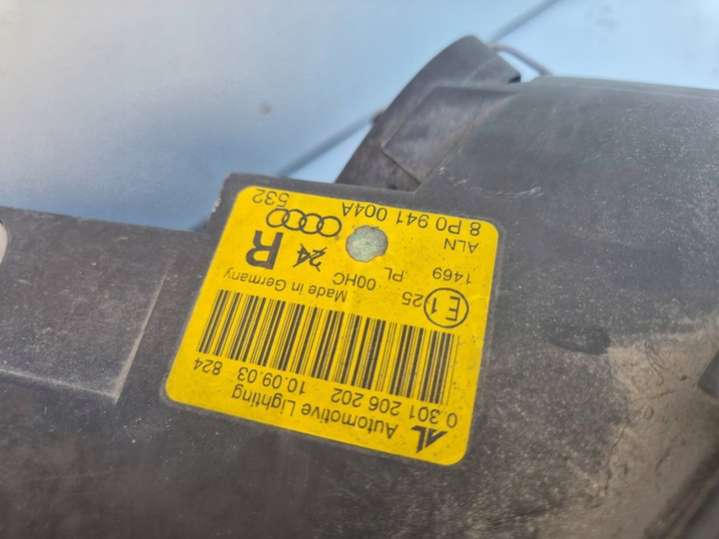 Automotive Lighting
0 301 206 202
10.09.03 824
Made in Germany
E1 25
00HC
R 24
PL
1469
ALN
8 P0 941 004A
532